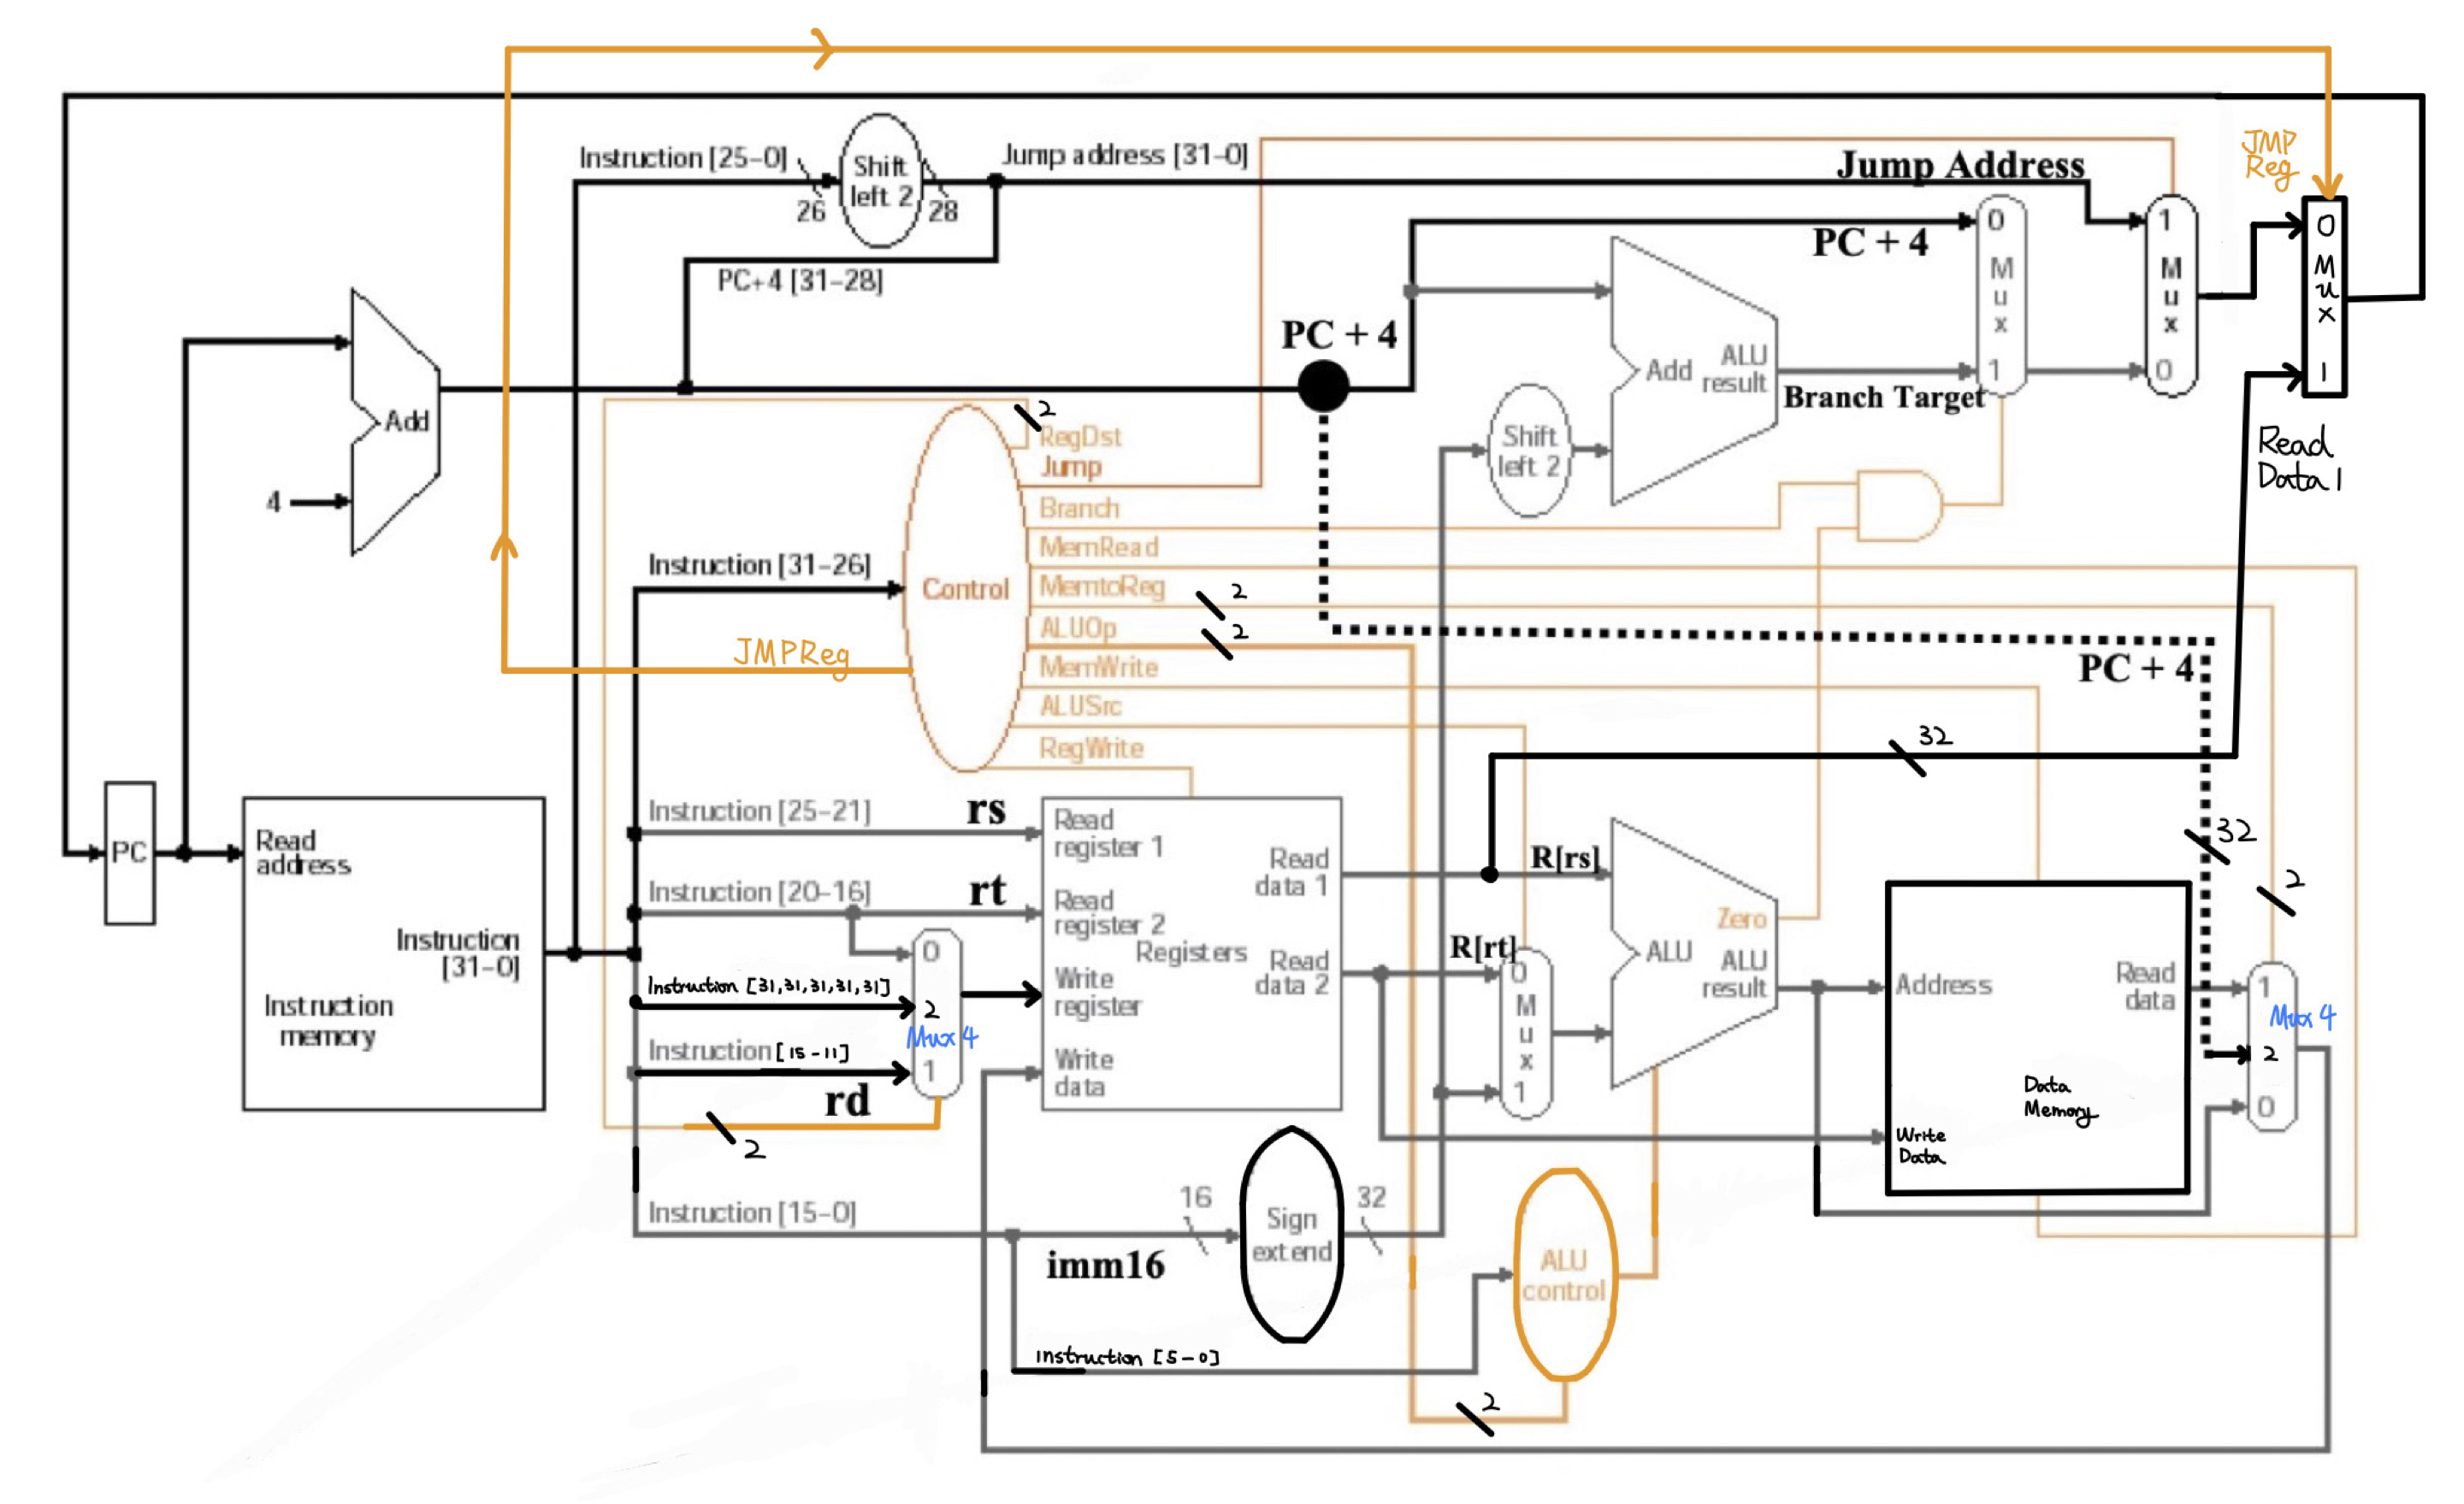 JMP
Reg
Instruction [25-0]
26
Shift
left 2
28
Jump address [31-0]
Jump Address
PC+4 [31-28]
PC + 4
PC + 4
0
M
u
x
1
1
M
u
x
0
0
M
u
x
1
Add
ALU
result
Branch Target
Shift
left 2
Read
Data 1
Add
4
2
RegDst
Jump
Branch
MemRead
MemtoReg
2
ALUOp
2
MemWrite
ALUSrc
RegWrite
Instruction [31-26]
Control
JMPReg
PC + 4
32
32
2
PC
Read
address
Instruction
[31-0]
Instruction
memory
Instruction [25-21]
rs
Instruction [20-16]
rt
0
Instruction [31,31,31,31,31]
2
Mux 4
Instruction [15-11]
1
rd
2
Read
register 1
Read
register 2
Registers
Write
register
Write
data
Read
data 1
Read
data 2
R[rs]
R[rt]
0
M
u
x
1
Zero
ALU
ALU
result
Address
Read
data
Data
Memory
Write
Data
1
Mux 4
2
0
Instruction [15-0]
imm16
16
Sign
extend
32
ALU
control
Instruction [5-0]
2